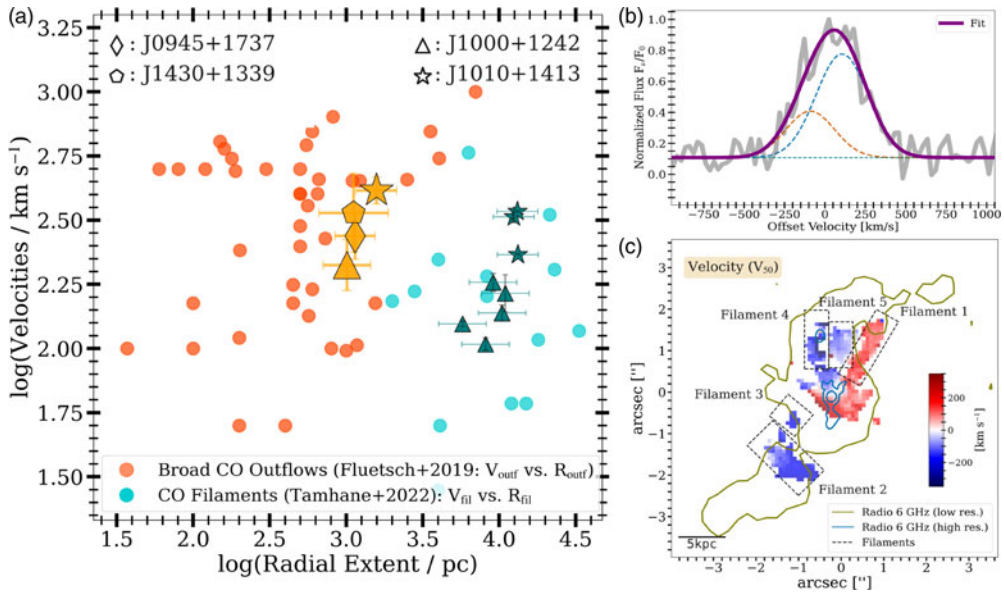 (a)
◊: J0945+1737
△: J1000+1242
⬠: J1430+1339
☆: J1010+1413
3.25
3.00
2.75
2.50
2.25
2.00
1.75
1.50
log(Velocities / km s⁻¹)
Broad CO Outflows (Fluetsch+2019: V_outf vs. R_outf)
CO Filaments (Tamhane+2022): V_fil vs. R_fil
1.5 2.0 2.5 3.0 3.5 4.0 4.5
log(Radial Extent / pc)
(b)
Fit
1.0
0.8
0.6
0.4
0.2
0.0
Normalized Flux Fᵥ/F₀
−750 −500 −250 0 250 500 750 1000
Offset Velocity [km/s]
(c)
Velocity (V₅₀)
Filament 5
Filament 4
Filament 1
Filament 3
Filament 2
3
2
1
0
−1
−2
−3
arcsec ["]
200
0
−200
[km s⁻¹]
Radio 6 GHz (low res.)
Radio 6 GHz (high res.)
Filaments
5kpc
−3 −2 −1 0 1 2 3
arcsec ["]